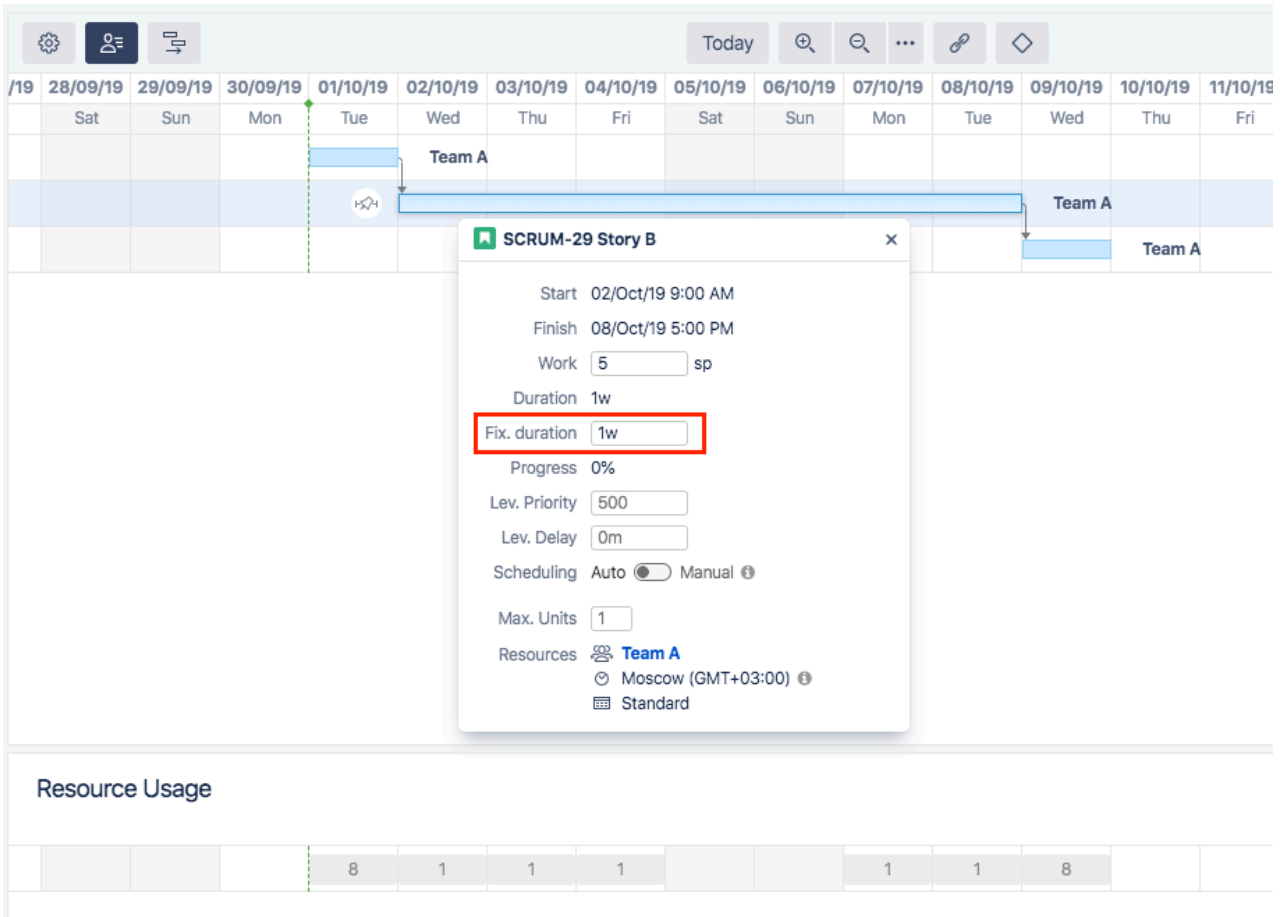 Today
/19 28/09/19 29/09/19 30/09/19 01/10/19 02/10/19 03/10/19 04/10/19 05/10/19 06/10/19 07/10/19 08/10/19 09/10/19 10/10/19 11/10/19
Sat Sun Mon Tue Wed Thu Fri Sat Sun Mon Tue Wed Thu Fri
Team A
Team A
Team A
SCRUM-29 Story B
Start 02/Oct/19 9:00 AM
Finish 08/Oct/19 5:00 PM
Work 5 sp
Duration 1w
Fix. duration 1w
Progress 0%
Lev. Priority 500
Lev. Delay 0m
Scheduling Auto Manual
Max. Units 1
Resources Team A
Moscow (GMT+03:00)
Standard
Resource Usage
8 1 1 1 1 1 8